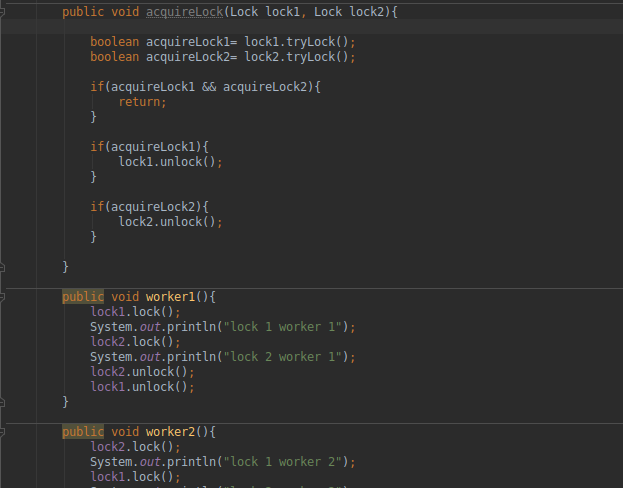 public void acquireLock(Lock lock1, Lock lock2){
boolean acquireLock1= lock1.tryLock();
boolean acquireLock2= lock2.tryLock();
if(acquireLock1 && acquireLock2){
return;
}
if(acquireLock1){
lock1.unlock();
}
if(acquireLock2){
lock2.unlock();
}
}
public void worker1(){
lock1.lock();
System.out.println("lock 1 worker 1");
lock2.lock();
System.out.println("lock 2 worker 1");
lock2.unlock();
lock1.unlock();
}
public void worker2(){
lock2.lock();
System.out.println("lock 1 worker 2");
lock1.lock();